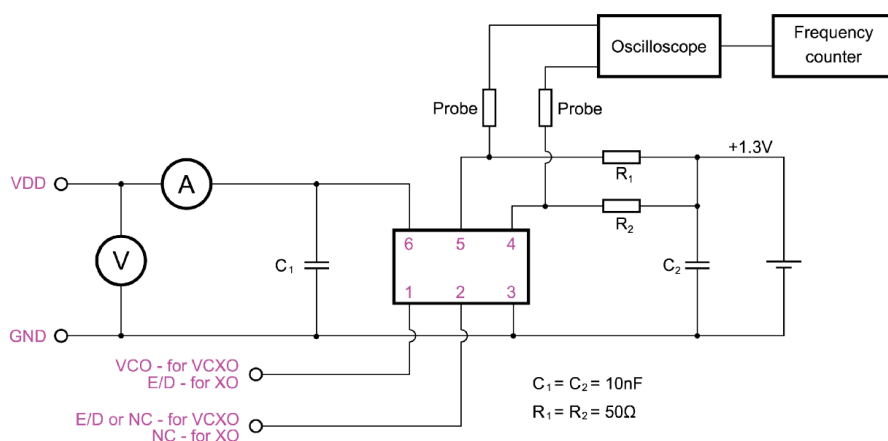 Oscilloscope
Frequency
counter
Probe
Probe
+1.3V
R1
VDD
A
R2
6 5 4
V
C1
C2
1 2 3
GND
VCO - for VCXO
E/D - for XO
C1 = C2 = 10nF
E/D or NC - for VCXO
NC - for XO
R1 = R2 = 50Ω